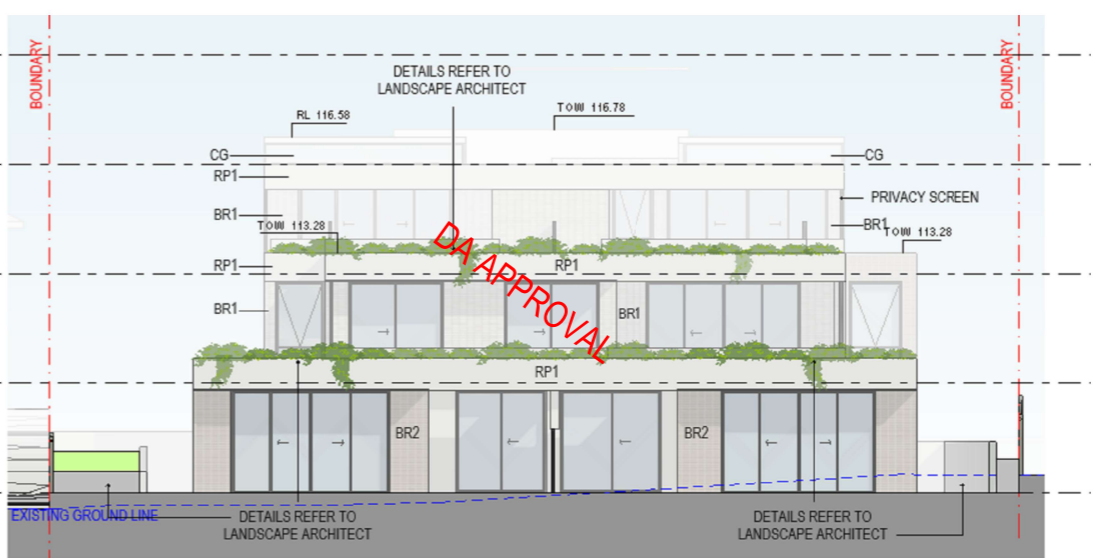 BOUNDARY
BOUNDARY
DETAILS REFER TO
LANDSCAPE ARCHITECT
RL 116.58
TOW 116.78
CG
CG
RP1
PRIVACY SCREEN
BR1
TOW 113.28
BR1
TOW 113.28
DA APPROVAL
RP1
RP1
BR1
BR1
RP1
BR2
BR2
EXISTING GROUND LINE
DETAILS REFER TO
LANDSCAPE ARCHITECT
DETAILS REFER TO
LANDSCAPE ARCHITECT